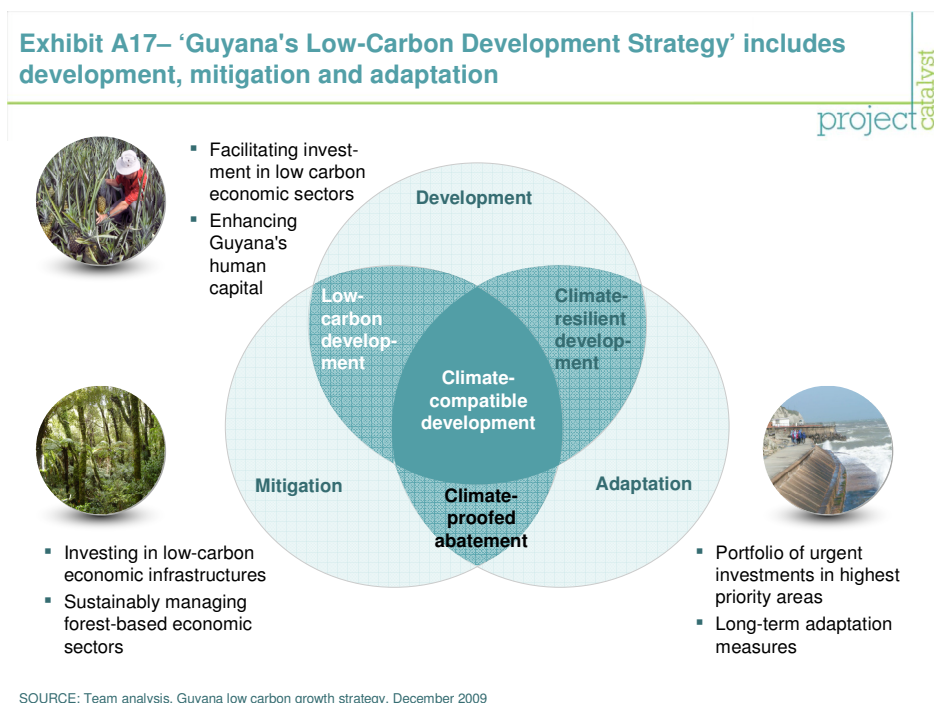 Exhibit A17– ‘Guyana's Low-Carbon Development Strategy’ includes
development, mitigation and adaptation
project
catalyst
▪ Facilitating invest-
ment in low carbon
economic sectors
▪ Enhancing
Guyana's
human
capital
Development
Low-
carbon
develop-
ment
Climate-
resilient
develop-
ment
Climate-
compatible
development
Mitigation
Adaptation
Climate-
proofed
abatement
▪ Investing in low-carbon
economic infrastructures
▪ Sustainably managing
forest-based economic
sectors
▪ Portfolio of urgent
investments in highest
priority areas
▪ Long-term adaptation
measures
SOURCE: Team analysis, Guyana low carbon growth strategy, December 2009